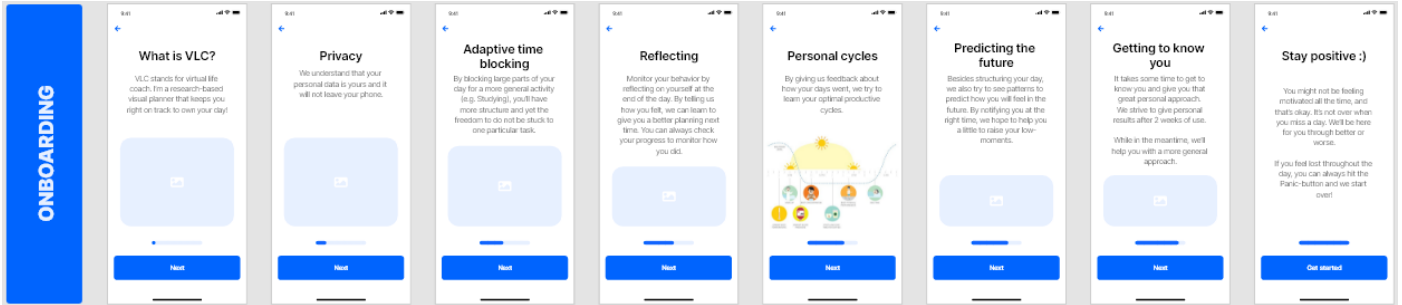 ONBOARDING
9:41
What is VLC?
VLC stands for virtual life
coach. I'm a research-based
visual planner that keeps you
right on track to own your day!
Next
9:41
Privacy
We understand that your
personal data is yours and it
will not leave your phone.
Next
9:41
Adaptive time
blocking
By blocking large parts of your
day for a more general activity
(e.g. Studying), you'll have
more structure and yet the
freedom to do not be stuck to
one particular task.
Next
9:41
Reflecting
Monitor your behavior by
reflecting on yourself at the
end of the day. By telling us
how you felt, we can learn to
give you a better planning next
time. You can always check
your progress to monitor how
you did.
Next
9:41
Personal cycles
By giving us feedback about
how your days went, we try to
learn your optimal productive
cycles.
Next
9:41
Predicting the
future
Besides structuring your day,
we also try to see patterns to
predict how you will feel in the
future. By notifying you at the
right time, we hope to help you
a little to raise your low-
moments.
Next
9:41
Getting to know
you
It takes some time to get to
know you and give you that
great personal approach.
We strive to give personal
results after 2 weeks of use.
While in the meantime, we'll
help you with a more general
approach.
Next
9:41
Stay positive :)
You might not be feeling
motivated all the time, and
that's okay. It's not over when
you miss a day. We'll be here
for you through better or
worse.
If you feel lost throughout the
day, you can always hit the
Panic-button and we start
over!
Get started